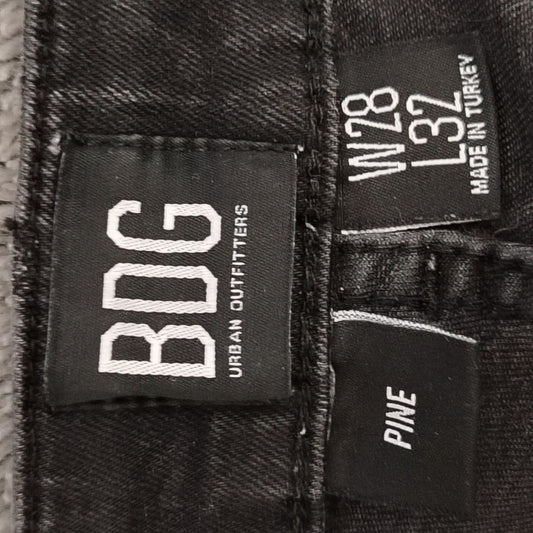 BDG
URBAN OUTFITTERS
W28
L32
MADE IN TURKEY
PINE